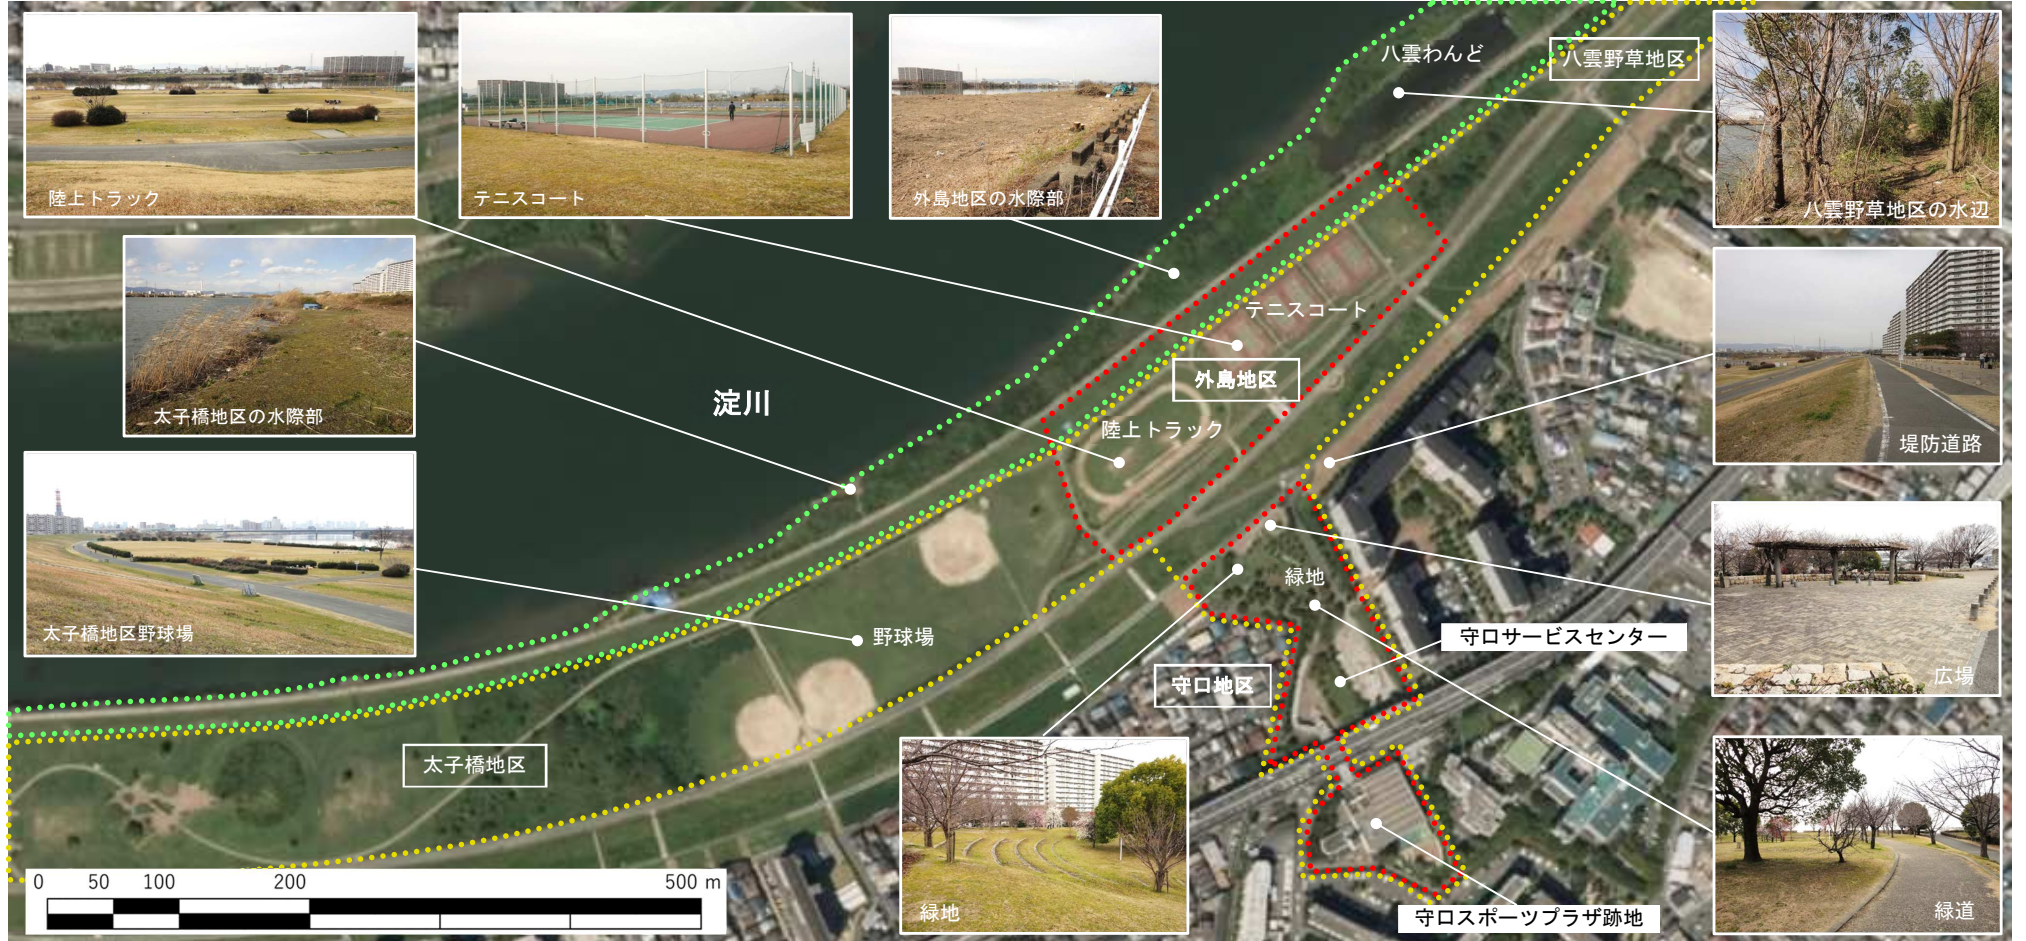 陸上トラック
テニスコート
外島地区の水際部
八雲わんど
八雲野草地区
八雲野草地区の水辺
太子橋地区の水際部
淀川
テニスコート
外島地区
陸上トラック
堤防道路
太子橋地区野球場
野球場
緑地
守口サービスセンター
守口地区
広場
太子橋地区
緑地
守口スポーツプラザ跡地
緑道
0 50 100 200 500 m